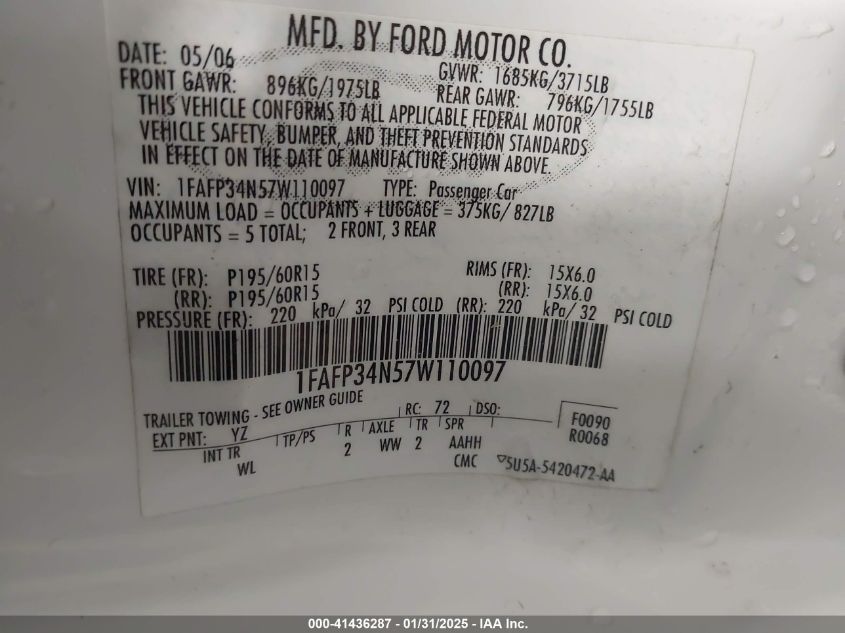 MFD. BY FORD MOTOR CO.
DATE: 05/06 GVWR: 1685KG/3715LB
FRONT GAWR: 896KG/1975LB REAR GAWR: 796KG/1755LB
THIS VEHICLE CONFORMS TO ALL APPLICABLE FEDERAL MOTOR
VEHICLE SAFETY, BUMPER, AND THEFT PREVENTION STANDARDS
IN EFFECT ON THE DATE OF MANUFACTURE SHOWN ABOVE.
VIN: 1FAFP34N57W110097 TYPE: Passenger Car
MAXIMUM LOAD = OCCUPANTS + LUGGAGE = 375KG/ 827LB
OCCUPANTS = 5 TOTAL; 2 FRONT, 3 REAR
TIRE (FR): P195/60R15 RIMS (FR): 15X6.0
(RR): P195/60R15 (RR): 15X6.0
PRESSURE (FR): 220 kPa/ 32 PSI COLD (RR): 220 kPa/ 32 PSI COLD
1FAFP34N57W110097
TRAILER TOWING - SEE OWNER GUIDE RC: 72 DSO: F0090
EXT PNT: YZ R0068
INT TR TP/PS R AXLE TR SPR
WL 2 WW 2 AAHH
CMC 5U5A-5420472-AA
000-41436287 - 01/31/2025 - IAA Inc.